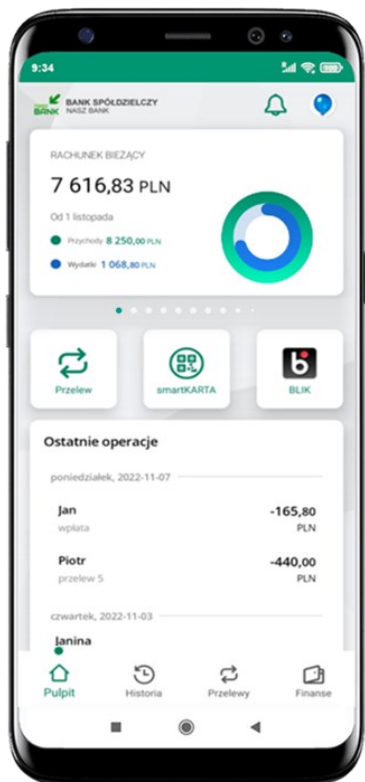 9:34
NASZ BANK
BANK SPÓŁDZIELCZY
NASZ BANK
RACHUNEK BIEŻĄCY
7 616,83 PLN
Od 1 listopada
Przychody 8 250,00 PLN
Wydatki 1 068,80 PLN
Przelew
smartKARTA
BLIK
Ostatnie operacje
poniedziałek, 2022-11-07
Jan -165,80
wpłata PLN
Piotr -440,00
przelew 5 PLN
czwartek, 2022-11-03
Janina
Pulpit
Historia
Przelewy
Finanse